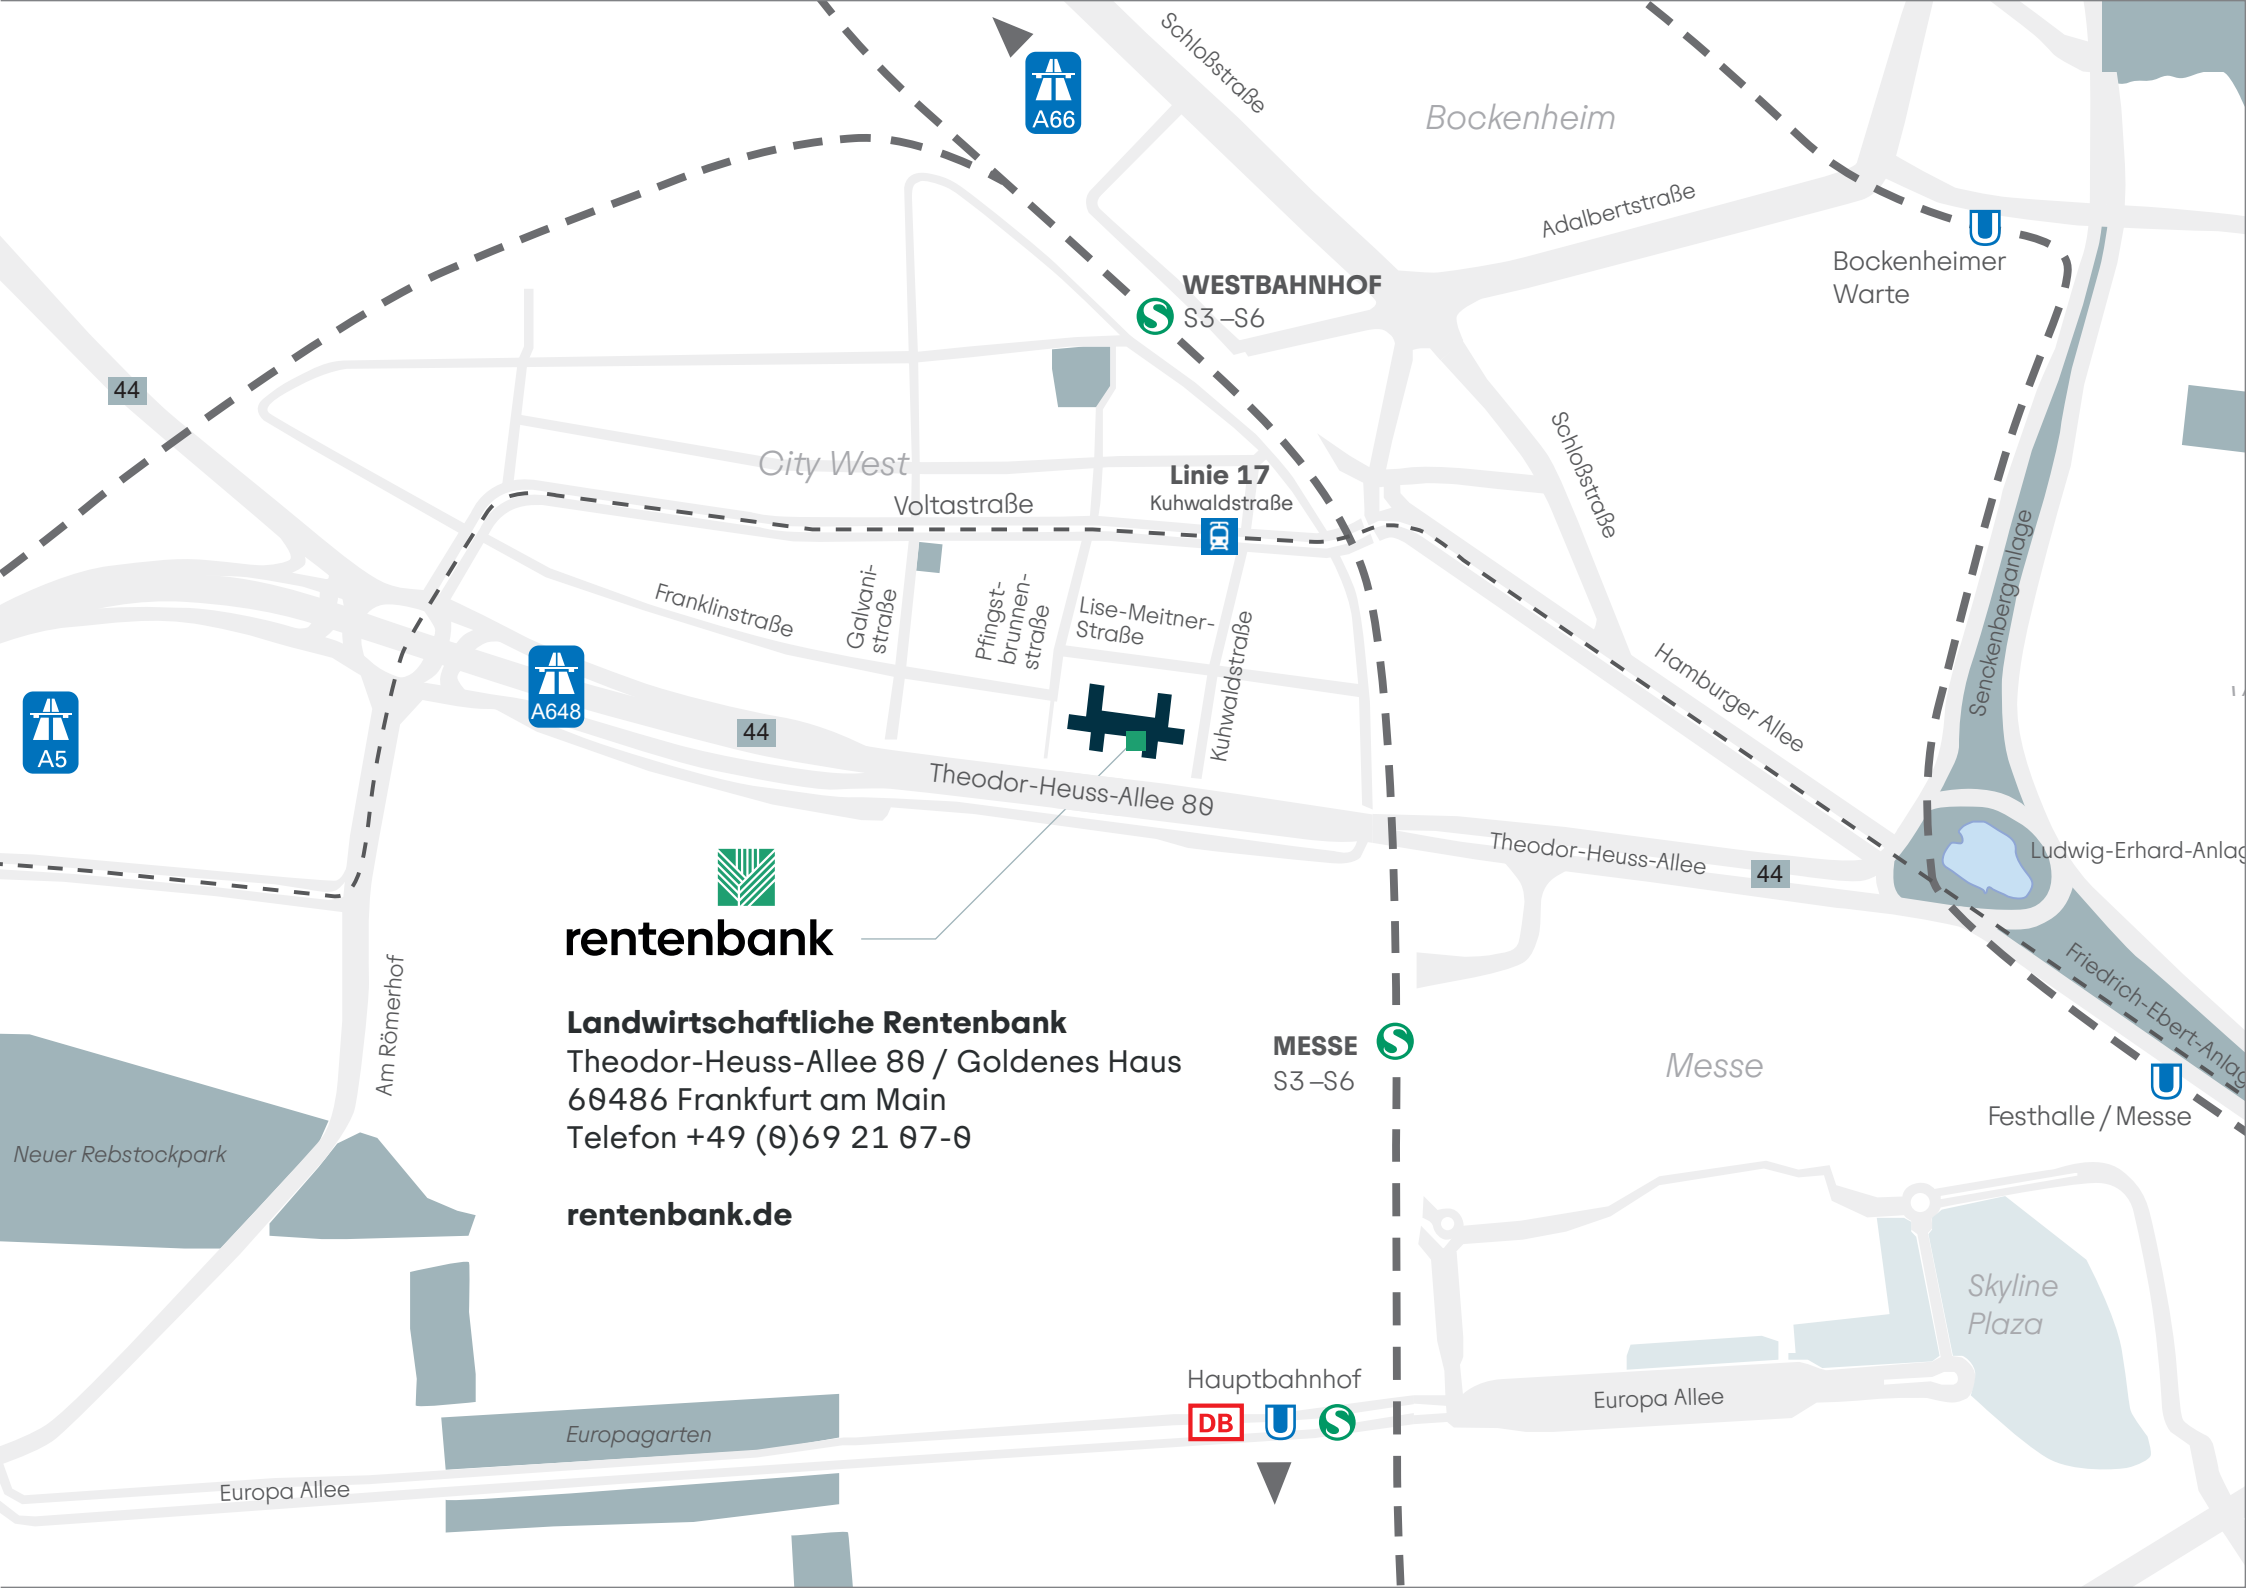 Schloßstraße
A66
Bockenheim
Adalbertstraße
Bockenheimer
Warte
WESTBAHNHOF
S3 –S6
44
City West
Linie 17
Kuhwaldstraße
Voltastraße
Schloßstraße
Senckenberganlage
Franklinstraße
Galvani-
straße
Pfingst-
brunnen-
straße
Lise-Meitner-
Straße
Kuhwaldstraße
Hamburger Allee
A648
A5
44
Theodor-Heuss-Allee 80
Theodor-Heuss-Allee
44
Ludwig-Erhard-Anlag
rentenbank
Am Römerhof
Friedrich-Ebert-Anlag
Landwirtschaftliche Rentenbank
Theodor-Heuss-Allee 80 / Goldenes Haus
60486 Frankfurt am Main
Telefon +49 (0)69 21 07-0
rentenbank.de
MESSE
S3 –S6
Messe
Festhalle / Messe
Neuer Rebstockpark
Skyline
Plaza
Hauptbahnhof
DB
Europa Allee
Europagarten
Europa Allee